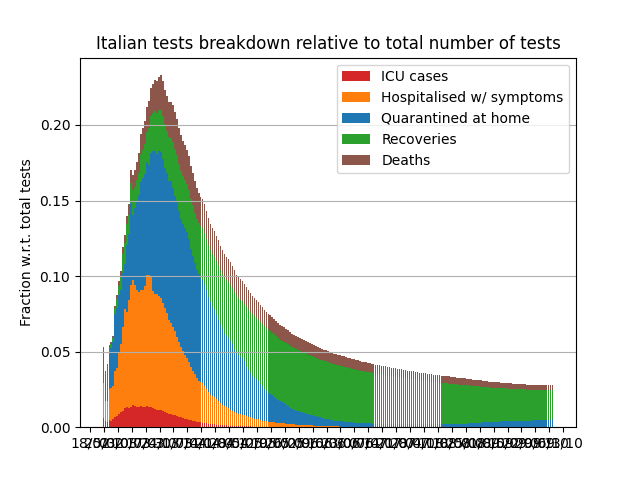 Italian tests breakdown relative to total number of tests
ICU cases
Hospitalised w/ symptoms
Quarantined at home
Recoveries
Deaths
Fraction w.r.t. total tests
0.20
0.15
0.10
0.05
0.00